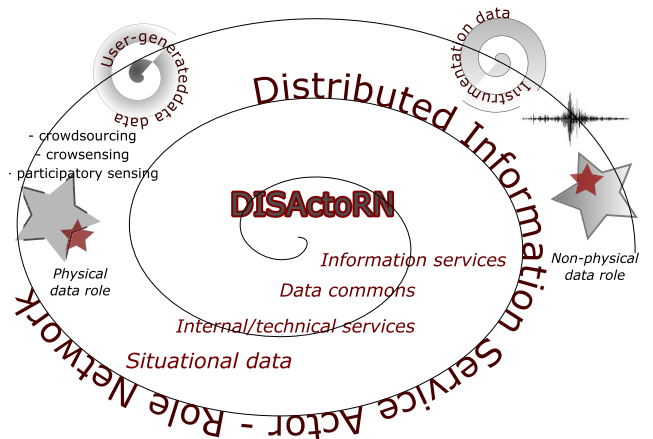 User-generateddata data
Instrumentation data
Distributed Information Service Actor - Role Network
- crowdsourcing
- crowsensing
- participatory sensing
DISActoRN
Information services
Data commons
Internal/technical services
Situational data
Physical
data role
Non-physical
data role